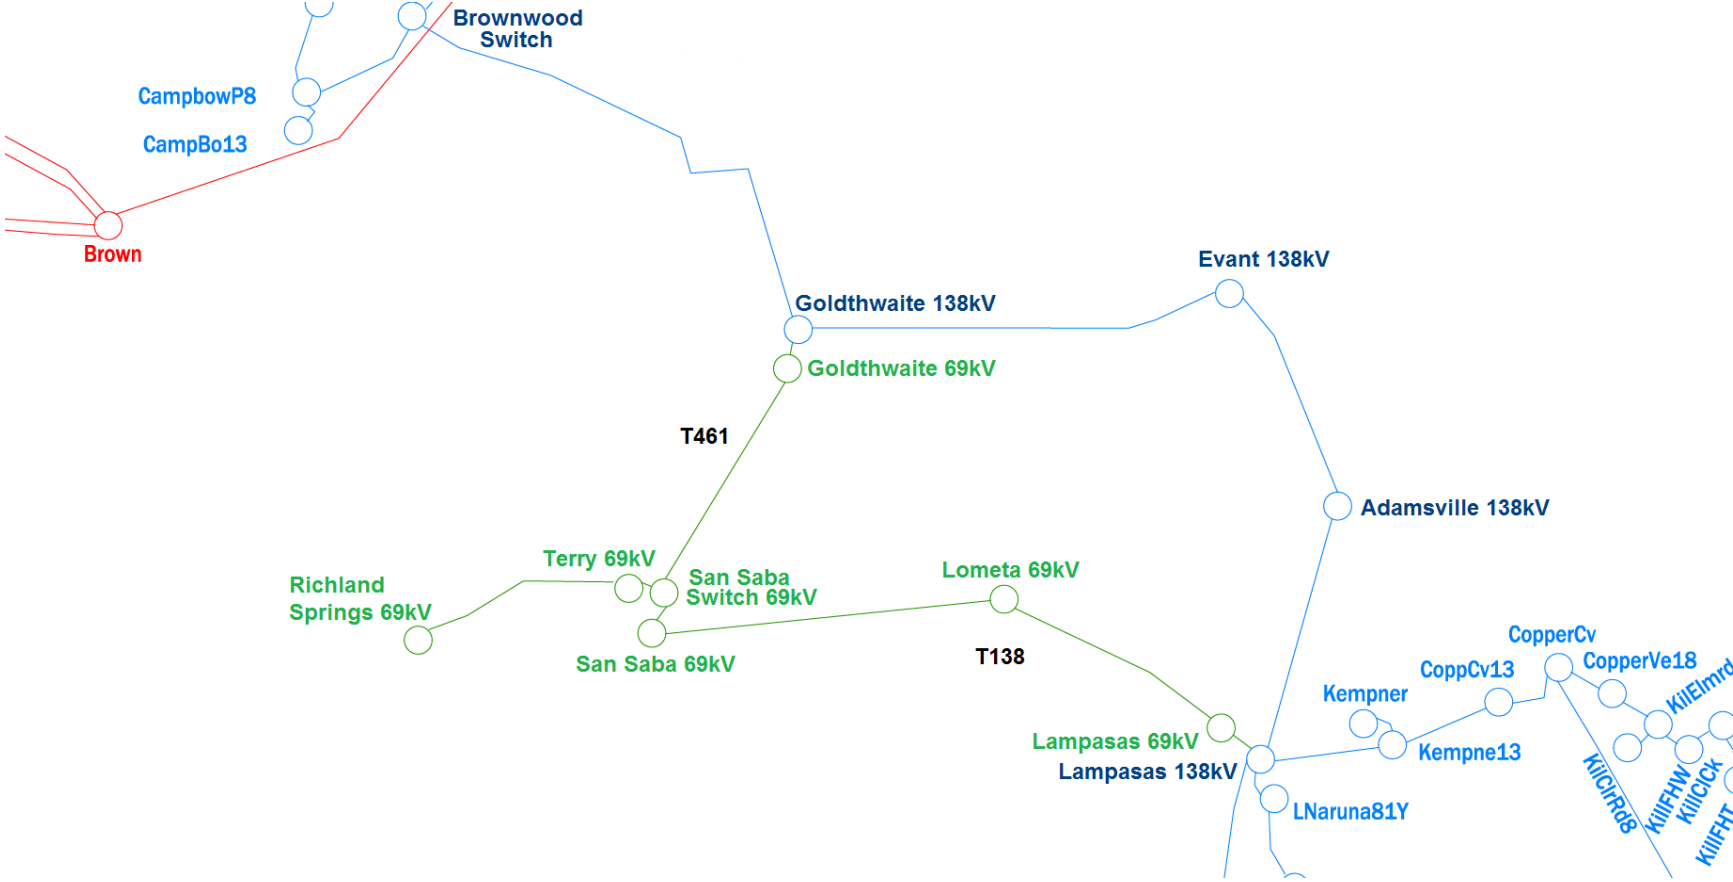 Brownwood
Switch
CampbowP8
CampBo13
Brown
Evant 138kV
Goldthwaite 138kV
Goldthwaite 69kV
T461
Adamsville 138kV
Terry 69kV
San Saba
Switch 69kV
Lometa 69kV
Richland
Springs 69kV
San Saba 69kV
T138
CopperCv
CopperVe18
CoppCv13
KilElmrd
Kempner
Lampasas 69kV
Kempne13
Lampasas 138kV
LNaruna81Y
KilClrRd8
KillFHW
KillClCk
KillFHT